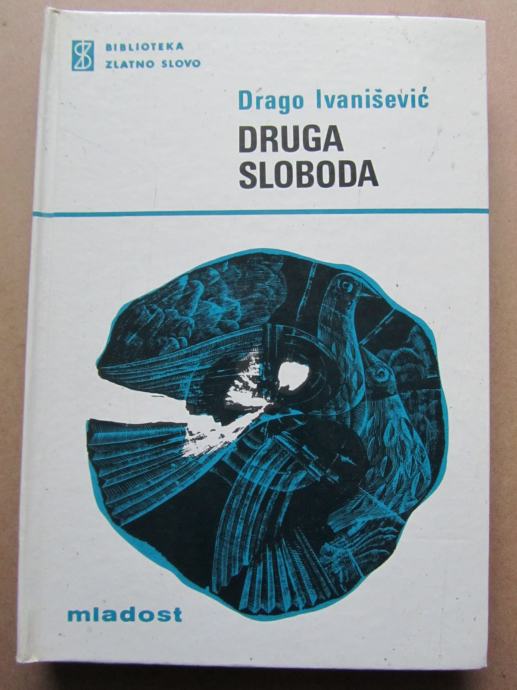 BIBLIOTEKA
ZLATNO SLOVO
Drago Ivanišević
DRUGA
SLOBODA
mladost